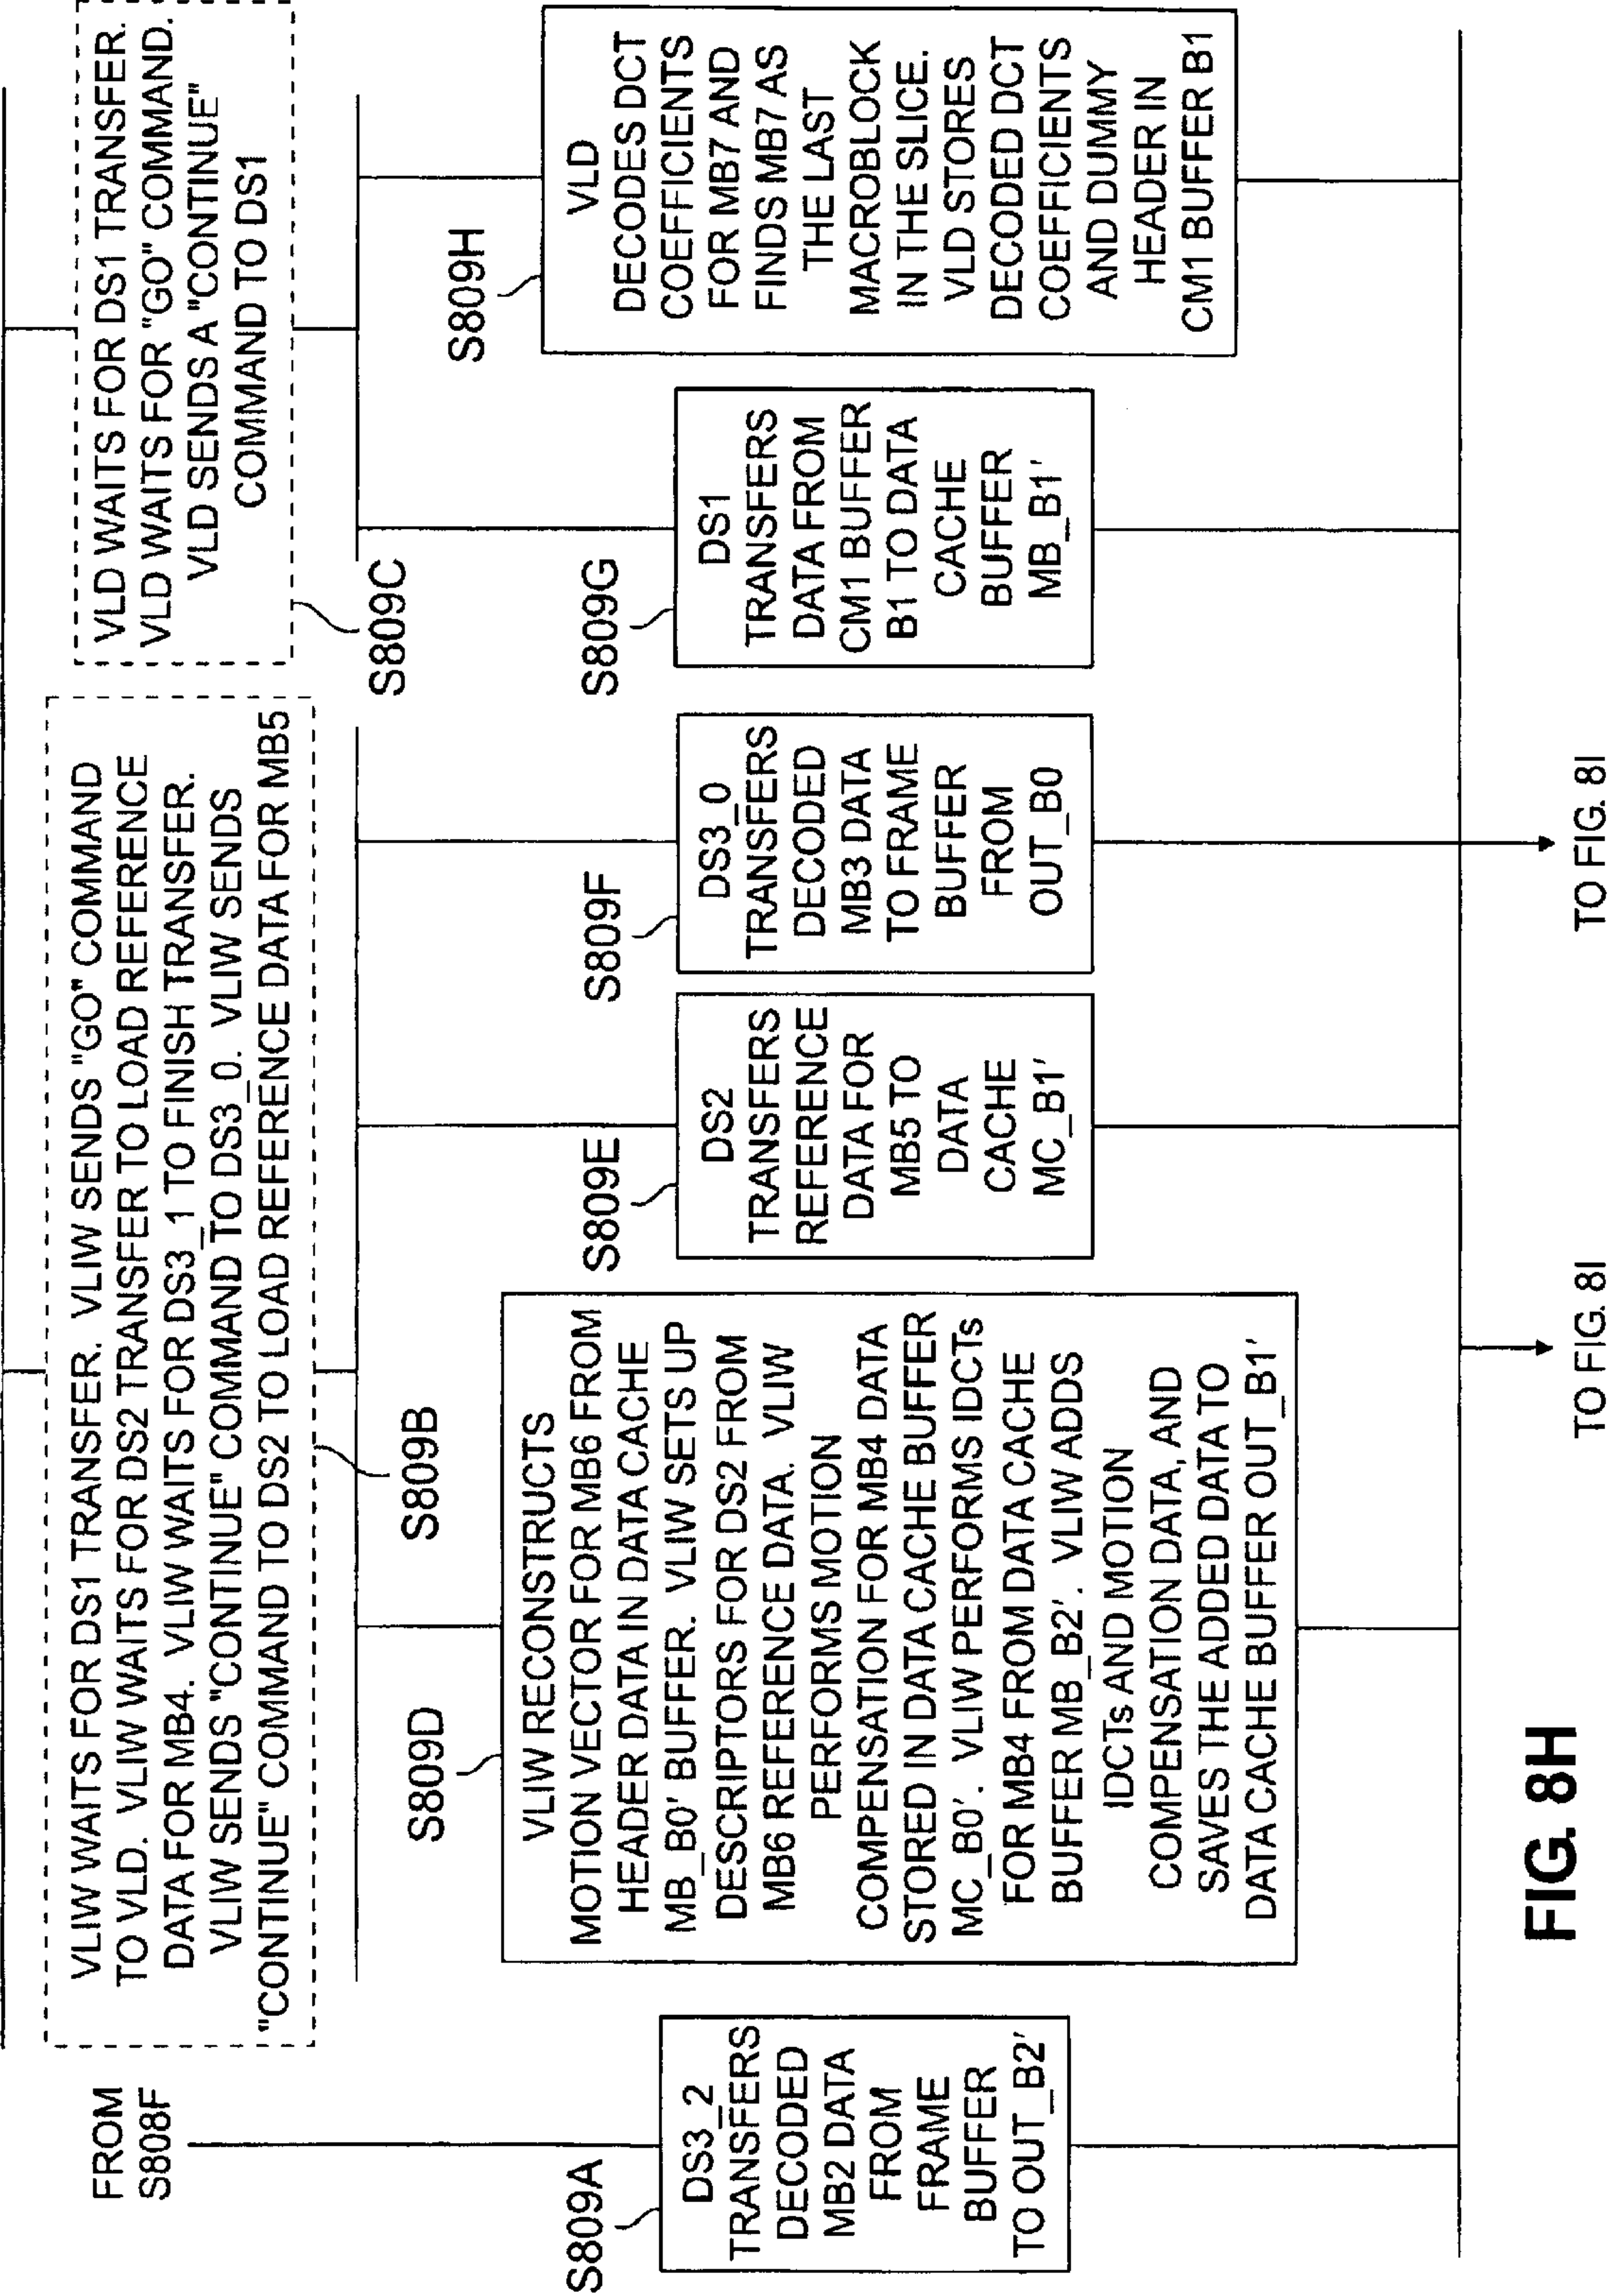 FROM
S808F
VLIW WAITS FOR DS1 TRANSFER. VLIW SENDS "GO" COMMAND
TO VLD. VLIW WAITS FOR DS2 TRANSFER TO LOAD REFERENCE
DATA FOR MB4. VLIW WAITS FOR DS3_1 TO FINISH TRANSFER.
VLIW SENDS "CONTINUE" COMMAND TO DS3_0. VLIW SENDS
"CONTINUE" COMMAND TO DS2 TO LOAD REFERENCE DATA FOR MB5
S809B
VLD WAITS FOR DS1 TRANSFER.
VLD WAITS FOR "GO" COMMAND.
VLD SENDS A "CONTINUE"
COMMAND TO DS1
S809C
S809A
DS3_2
TRANSFERS
DECODED
MB2 DATA
FROM
FRAME
BUFFER
TO OUT_B2'
S809D
VLIW RECONSTRUCTS
MOTION VECTOR FOR MB6 FROM
HEADER DATA IN DATA CACHE
MB_B0' BUFFER. VLIW SETS UP
DESCRIPTORS FOR DS2 FROM
MB6 REFERENCE DATA. VLIW
PERFORMS MOTION
COMPENSATION FOR MB4 DATA
STORED IN DATA CACHE BUFFER
MC_B0'. VLIW PERFORMS IDCTs
FOR MB4 FROM DATA CACHE
BUFFER MB_B2'. VLIW ADDS
IDCTs AND MOTION
COMPENSATION DATA, AND
SAVES THE ADDED DATA TO
DATA CACHE BUFFER OUT_B1'
S809E
DS2
TRANSFERS
REFERENCE
DATA FOR
MB5 TO
DATA
CACHE
MC_B1'
S809F
DS3_0
TRANSFERS
DECODED
MB3 DATA
TO FRAME
BUFFER
FROM
OUT_B0
S809G
DS1
TRANSFERS
DATA FROM
CM1 BUFFER
B1 TO DATA
CACHE
BUFFER
MB_B1'
S809H
VLD
DECODES DCT
COEFFICIENTS
FOR MB7 AND
FINDS MB7 AS
THE LAST
MACROBLOCK
IN THE SLICE.
VLD STORES
DECODED DCT
COEFFICIENTS
AND DUMMY
HEADER IN
CM1 BUFFER B1
TO FIG. 8I
TO FIG. 8I
FIG. 8H